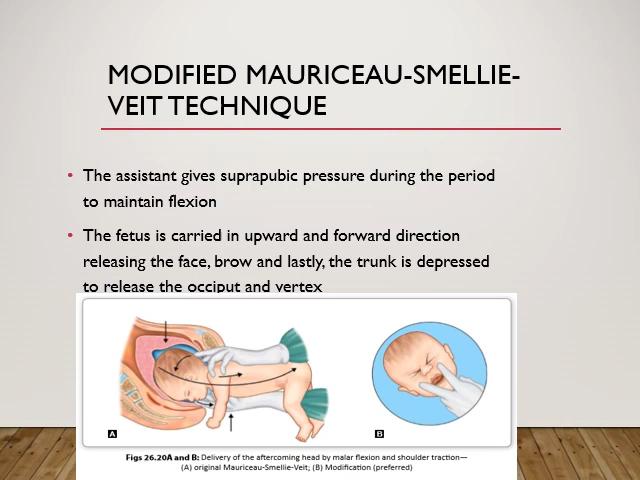 MODIFIED MAURICEAU-SMELLIE-
VEIT TECHNIQUE
• The assistant gives suprapubic pressure during the period
to maintain flexion
• The fetus is carried in upward and forward direction
releasing the face, brow and lastly, the trunk is depressed
to release the occiput and vertex
A
B
Figs 26.20A and B: Delivery of the aftercoming head by malar flexion and shoulder traction—
(A) original Mauriceau-Smellie-Veit; (B) Modification (preferred)